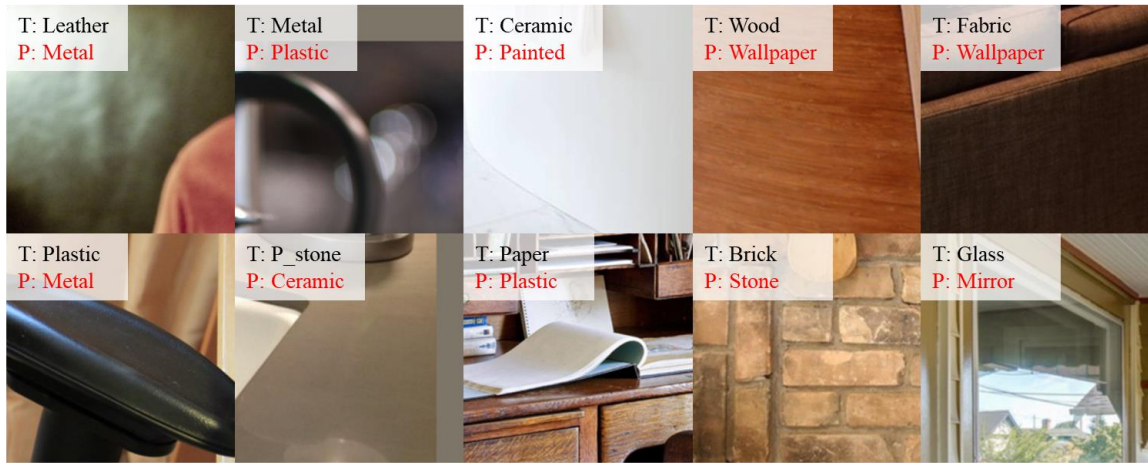 T: Leather
P: Metal
T: Metal
P: Plastic
T: Ceramic
P: Painted
T: Wood
P: Wallpaper
T: Fabric
P: Wallpaper
T: Plastic
P: Metal
T: P_stone
P: Ceramic
T: Paper
P: Plastic
T: Brick
P: Stone
T: Glass
P: Mirror